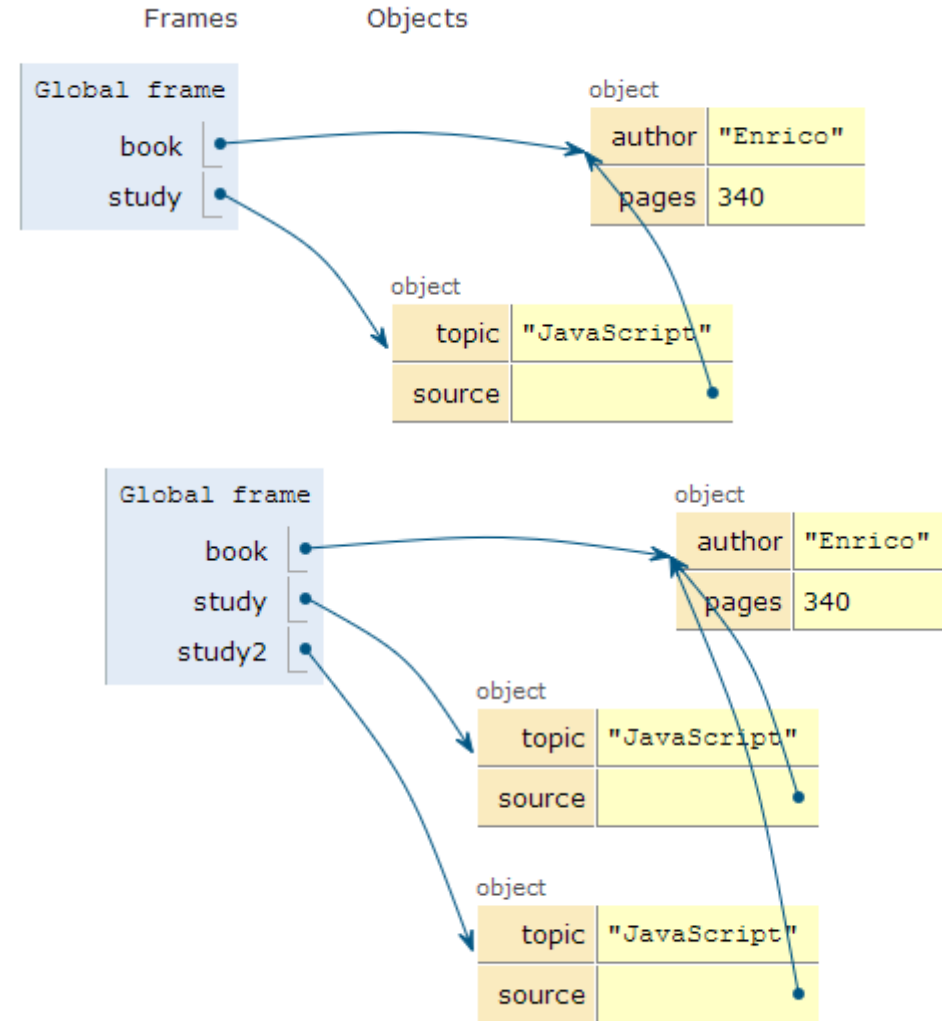 Frames Objects
Global frame
object
book
author "Enrico"
study
pages 340
object
topic "JavaScript"
source
Global frame
object
book
author "Enrico"
study
pages 340
study2
object
topic "JavaScript"
source
object
topic "JavaScript"
source